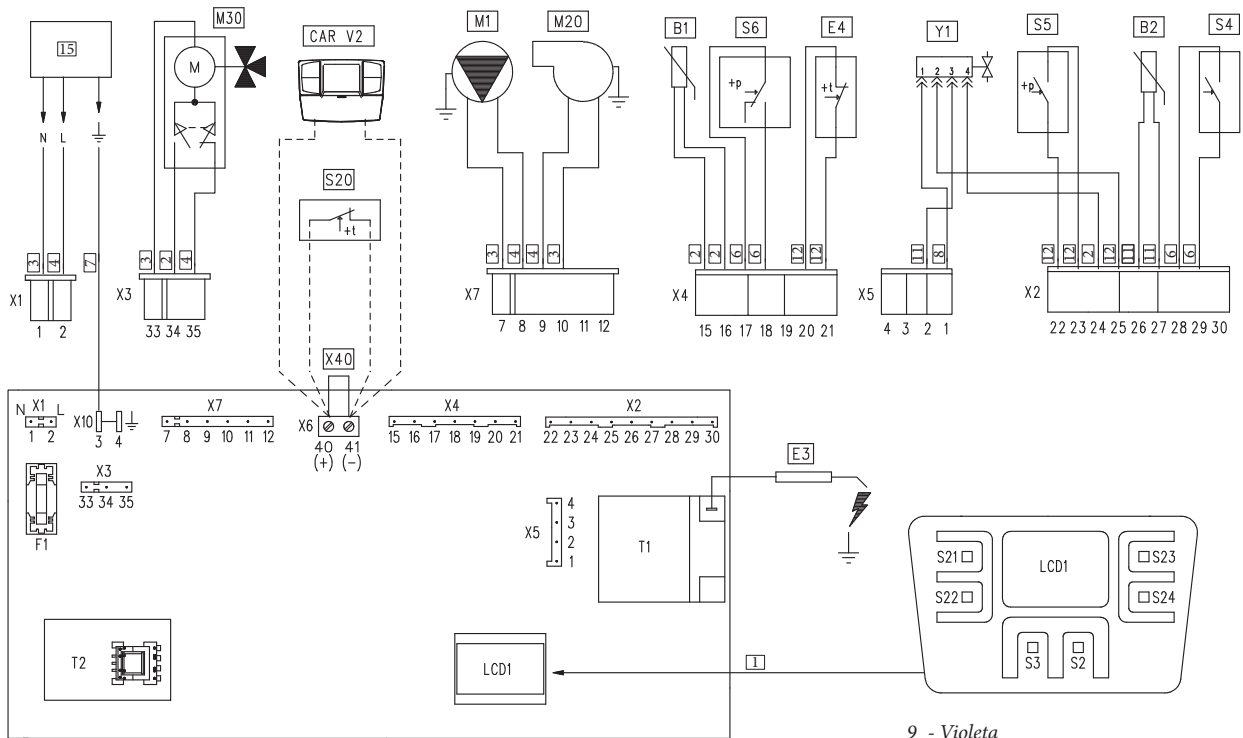 M30
M1
M20
B1
S6
E4
Y1
S5
B2
S4
15
CAR V2
M
1 2 3 4
+p
+t
+p
N L
S20
+t
3 4 7 3 2 4
3 4 4 3
2 2 6 6 12 12
11 8
12 12 2 12 11 11 6 6
X1
X3
X7
X4
X5
X2
1 2
33 34 35
7 8 9 10 11 12
15 16 17 18 19 20 21
4 3 2 1
22 23 24 25 26 27 28 29 30
X40
N X1 L
X10
X7
X6
X4
X2
1 2
3 4
7 8 9 10 11 12
40 41
(+) (-)
15 16 17 18 19 20 21
22 23 24 25 26 27 28 29 30
E3
X3
33 34 35
F1
X5
4
3
2
1
T1
S21
LCD1
S23
S22
S24
T2
LCD1
1
S3 S2
9 - Violeta